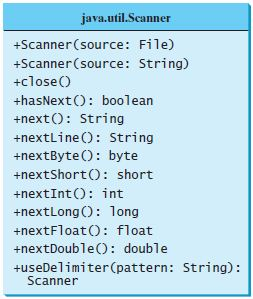 java.util.Scanner
+Scanner(source: File)
+Scanner(source: String)
+close()
+hasNext(): boolean
+next(): String
+nextLine(): String
+nextByte(): byte
+nextShort(): short
+nextInt(): int
+nextLong(): long
+nextFloat(): float
+nextDouble(): double
+useDelimiter(pattern: String):
Scanner